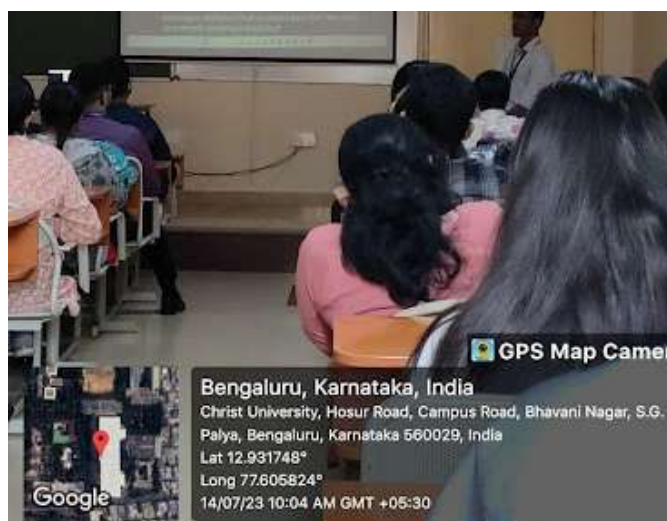 GPS Map Came
Bengaluru, Karnataka, India
Christ University, Hosur Road, Campus Road, Bhavani Nagar, S.G.
Palya, Bengaluru, Karnataka 560029, India
Lat 12.931748°
Long 77.605824°
14/07/23 10:04 AM GMT +05:30
Google